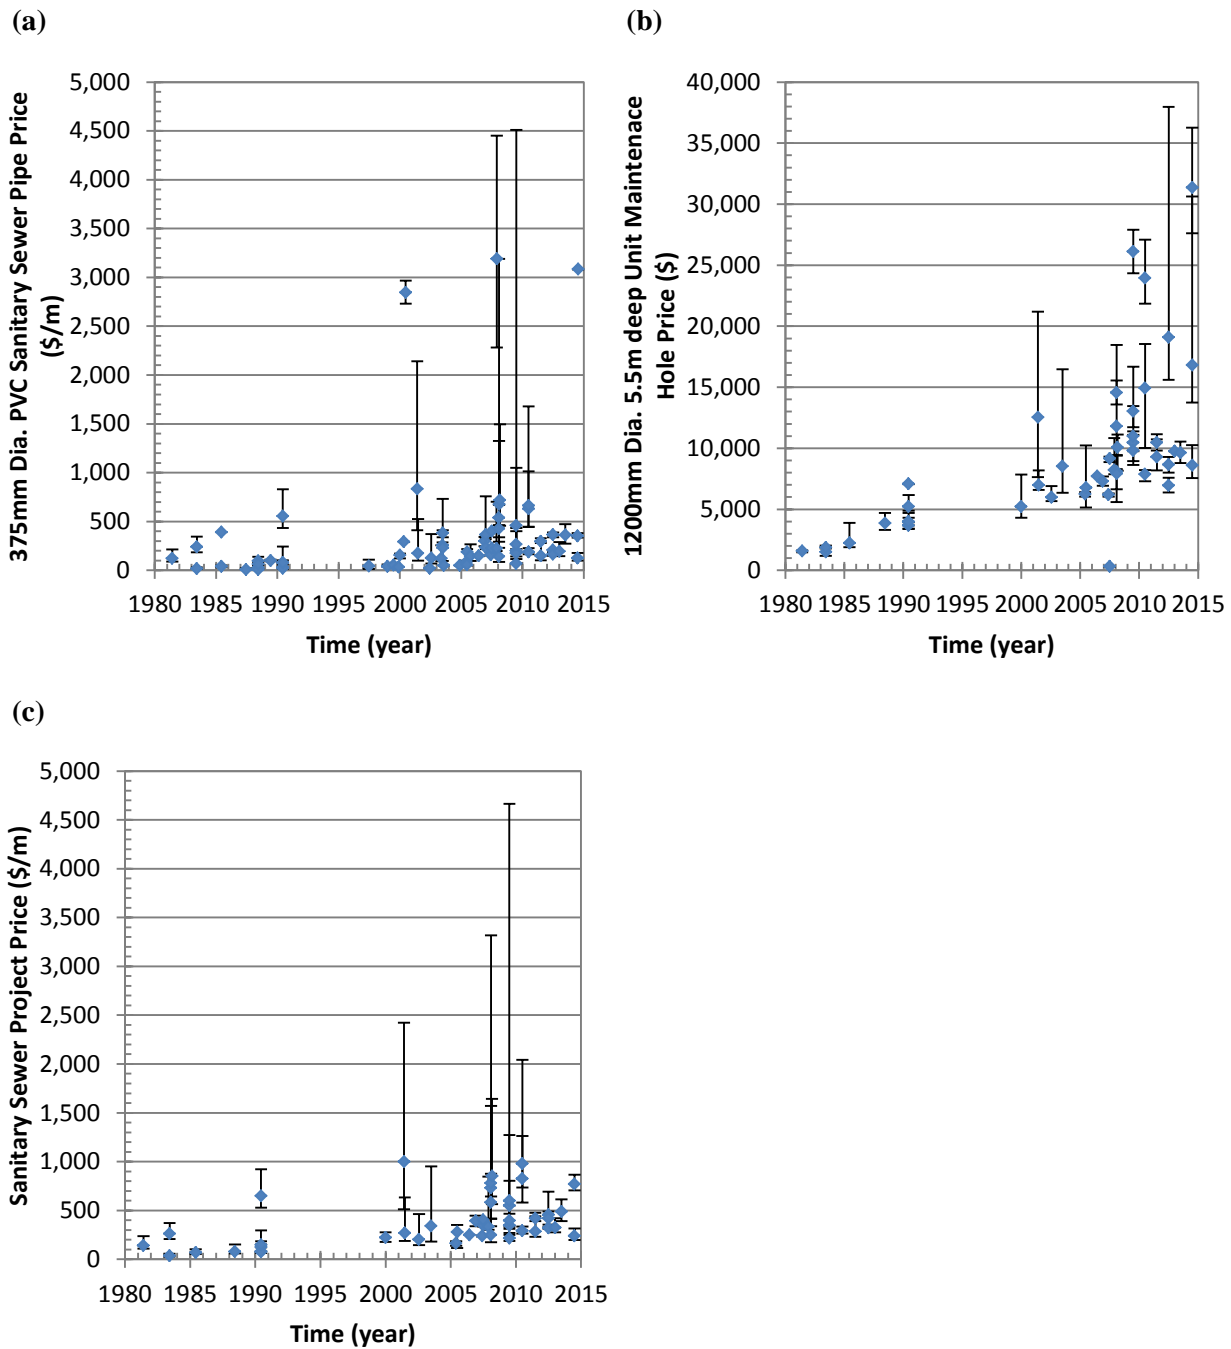 (a)
5,000
4,500
4,000
3,500
3,000
2,500
2,000
1,500
1,000
500
0
375mm Dia. PVC Sanitary Sewer Pipe Price
($/m)
1980 1985 1990 1995 2000 2005 2010 2015
Time (year)
(b)
40,000
35,000
30,000
25,000
20,000
15,000
10,000
5,000
0
1200mm Dia. 5.5m deep Unit Maintenace
Hole Price ($)
1980 1985 1990 1995 2000 2005 2010 2015
Time (year)
(c)
5,000
4,500
4,000
3,500
3,000
2,500
2,000
1,500
1,000
500
0
Sanitary Sewer Project Price ($/m)
1980 1985 1990 1995 2000 2005 2010 2015
Time (year)